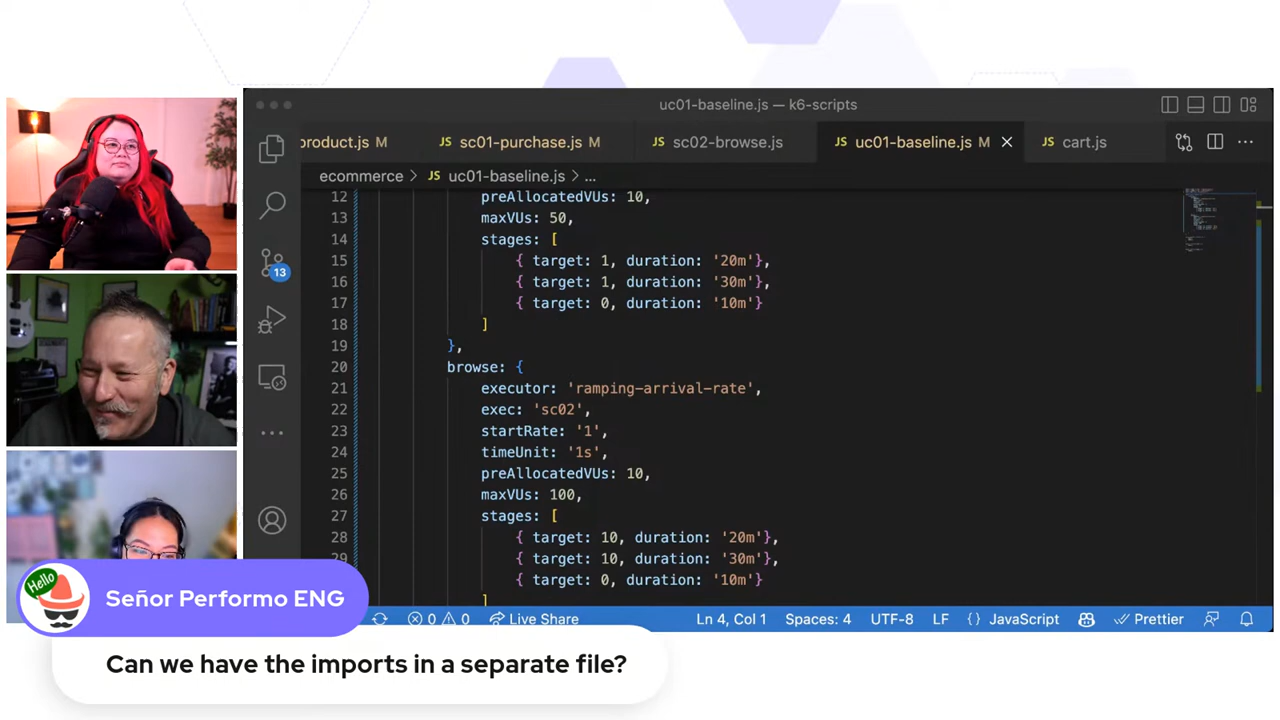 uc01-baseline.js — k6-scripts
product.js M
JS sc01-purchase.js M
JS sc02-browse.js
JS uc01-baseline.js M
JS cart.js
ecommerce > JS uc01-baseline.js > ...
12 preAllocatedVUs: 10,
13 maxVUs: 50,
14 stages: [
15 { target: 1, duration: '20m'},
16 { target: 1, duration: '30m'},
17 { target: 0, duration: '10m'}
18 ]
19 },
20 browse: {
21 executor: 'ramping-arrival-rate',
22 exec: 'sc02',
23 startRate: '1',
24 timeUnit: '1s',
25 preAllocatedVUs: 10,
26 maxVUs: 100,
27 stages: [
28 { target: 10, duration: '20m'},
29 { target: 10, duration: '30m'},
{ target: 0, duration: '10m'}
]
13
0 0 Live Share Ln 4, Col 1 Spaces: 4 UTF-8 LF {} JavaScript Prettier
Hello
Señor Performo ENG
Can we have the imports in a separate file?